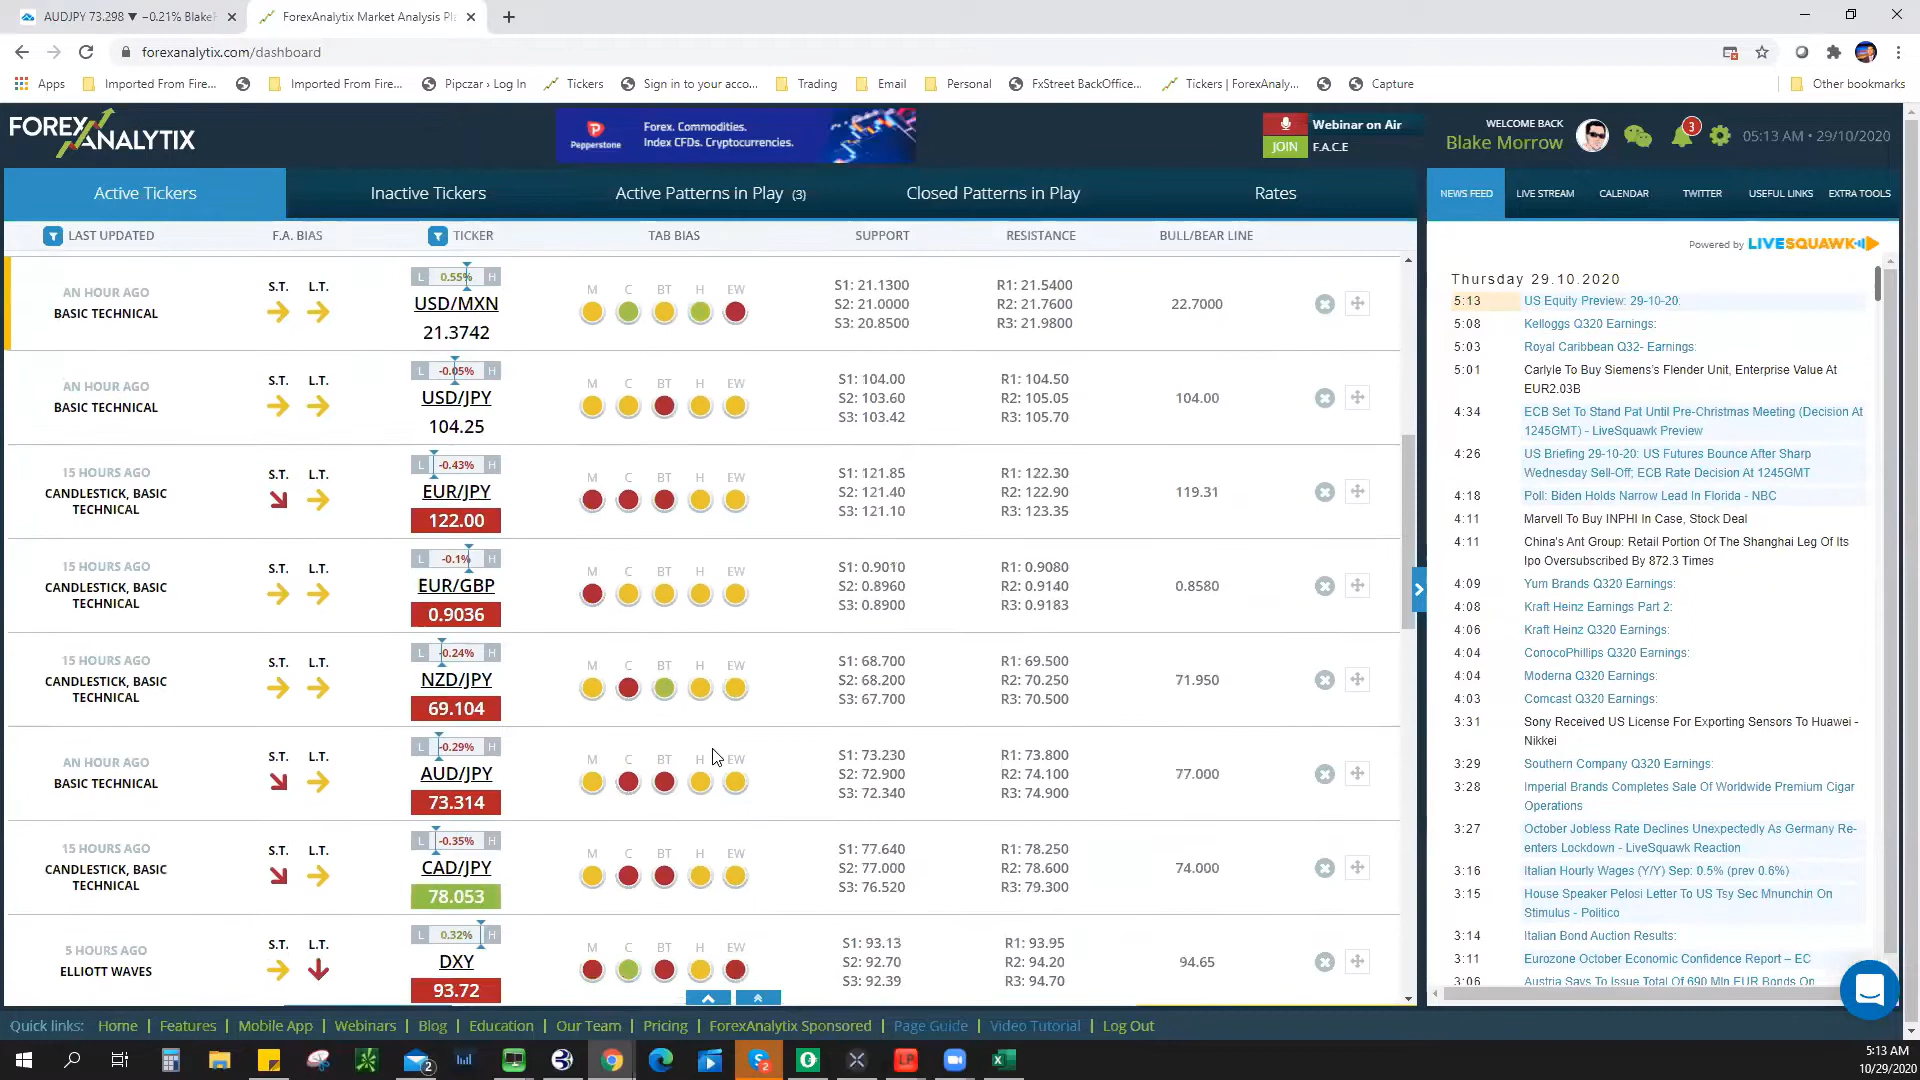 AUDJPY 73.298 ▼ −0.21% Blake
ForexAnalytix Market Analysis Pl
forexanalytix.com/dashboard
Apps
Imported From Fire...
Imported From Fire...
Pipczar › Log In
Tickers
Sign in to your acco...
Trading
Email
Personal
FxStreet BackOffice...
Tickers | ForexAnaly...
Capture
Other bookmarks
FOREX ANALYTIX
Pepperstone
Forex. Commodities.
Index CFDs. Cryptocurrencies.
Webinar on Air
JOIN F.A.C.E
WELCOME BACK
Blake Morrow
3
05:13 AM • 29/10/2020
Active Tickers
Inactive Tickers
Active Patterns in Play (3)
Closed Patterns in Play
Rates
NEWS FEED
LIVE STREAM
CALENDAR
TWITTER
USEFUL LINKS
EXTRA TOOLS
LAST UPDATED F.A. BIAS TICKER TAB BIAS SUPPORT RESISTANCE BULL/BEAR LINE
AN HOUR AGO
BASIC TECHNICAL
S.T. L.T.
L 0.55% H
USD/MXN
21.3742
M C BT H EW
S1: 21.1300
S2: 21.0000
S3: 20.8500
R1: 21.5400
R2: 21.7600
R3: 21.9800
22.7000
AN HOUR AGO
BASIC TECHNICAL
S.T. L.T.
L -0.05% H
USD/JPY
104.25
M C BT H EW
S1: 104.00
S2: 103.60
S3: 103.42
R1: 104.50
R2: 105.05
R3: 105.70
104.00
15 HOURS AGO
CANDLESTICK, BASIC
TECHNICAL
S.T. L.T.
L -0.43% H
EUR/JPY
122.00
M C BT H EW
S1: 121.85
S2: 121.40
S3: 121.10
R1: 122.30
R2: 122.90
R3: 123.35
119.31
15 HOURS AGO
CANDLESTICK, BASIC
TECHNICAL
S.T. L.T.
L -0.1% H
EUR/GBP
0.9036
M C BT H EW
S1: 0.9010
S2: 0.8960
S3: 0.8900
R1: 0.9080
R2: 0.9140
R3: 0.9183
0.8580
15 HOURS AGO
CANDLESTICK, BASIC
TECHNICAL
S.T. L.T.
L -0.24% H
NZD/JPY
69.104
M C BT H EW
S1: 68.700
S2: 68.200
S3: 67.700
R1: 69.500
R2: 70.250
R3: 70.500
71.950
AN HOUR AGO
BASIC TECHNICAL
S.T. L.T.
L -0.29% H
AUD/JPY
73.314
M C BT H EW
S1: 73.230
S2: 72.900
S3: 72.340
R1: 73.800
R2: 74.100
R3: 74.900
77.000
15 HOURS AGO
CANDLESTICK, BASIC
TECHNICAL
S.T. L.T.
L -0.35% H
CAD/JPY
78.053
M C BT H EW
S1: 77.640
S2: 77.000
S3: 76.520
R1: 78.250
R2: 78.600
R3: 79.300
74.000
5 HOURS AGO
ELLIOTT WAVES
S.T. L.T.
L 0.32% H
DXY
93.72
M C BT H EW
S1: 93.13
S2: 92.70
S3: 92.39
R1: 93.95
R2: 94.20
R3: 94.70
94.65
Powered by LIVESQUAWK
Thursday 29.10.2020
5:13 US Equity Preview: 29-10-20:
5:08 Kelloggs Q320 Earnings:
5:03 Royal Caribbean Q32- Earnings:
5:01 Carlyle To Buy Siemens's Flender Unit, Enterprise Value At
EUR2.03B
4:34 ECB Set To Stand Pat Until Pre-Christmas Meeting (Decision At
1245GMT) - LiveSquawk Preview
4:26 US Briefing 29-10-20: US Futures Bounce After Sharp
Wednesday Sell-Off; ECB Rate Decision At 1245GMT
4:18 Poll: Biden Holds Narrow Lead In Florida - NBC
4:11 Marvell To Buy INPHI In Case, Stock Deal
4:11 China's Ant Group: Retail Portion Of The Shanghai Leg Of Its
Ipo Oversubscribed By 872.3 Times
4:09 Yum Brands Q320 Earnings:
4:08 Kraft Heinz Earnings Part 2:
4:06 Kraft Heinz Q320 Earnings:
4:04 ConocoPhillips Q320 Earnings:
4:04 Moderna Q320 Earnings:
4:03 Comcast Q320 Earnings:
3:31 Sony Received US License For Exporting Sensors To Huawei -
Nikkei
3:29 Southern Company Q320 Earnings:
3:28 Imperial Brands Completes Sale Of Worldwide Premium Cigar
Operations
3:27 October Jobless Rate Declines Unexpectedly As Germany Re-
enters Lockdown - LiveSquawk Reaction
3:16 Italian Hourly Wages (Y/Y) Sep: 0.5% (prev 0.6%)
3:15 House Speaker Pelosi Letter To US Tsy Sec Mnunchin On
Stimulus - Politico
3:14 Italian Bond Auction Results:
3:11 Eurozone October Economic Confidence Report – EC
3:06 Austria Says To Issue Total Of 690 Mln EUR Bonds On
Quick links: Home | Features | Mobile App | Webinars | Blog | Education | Our Team | Pricing | ForexAnalytix Sponsored | Page Guide | Video Tutorial | Log Out
2
2
LP
5:13 AM
10/29/2020